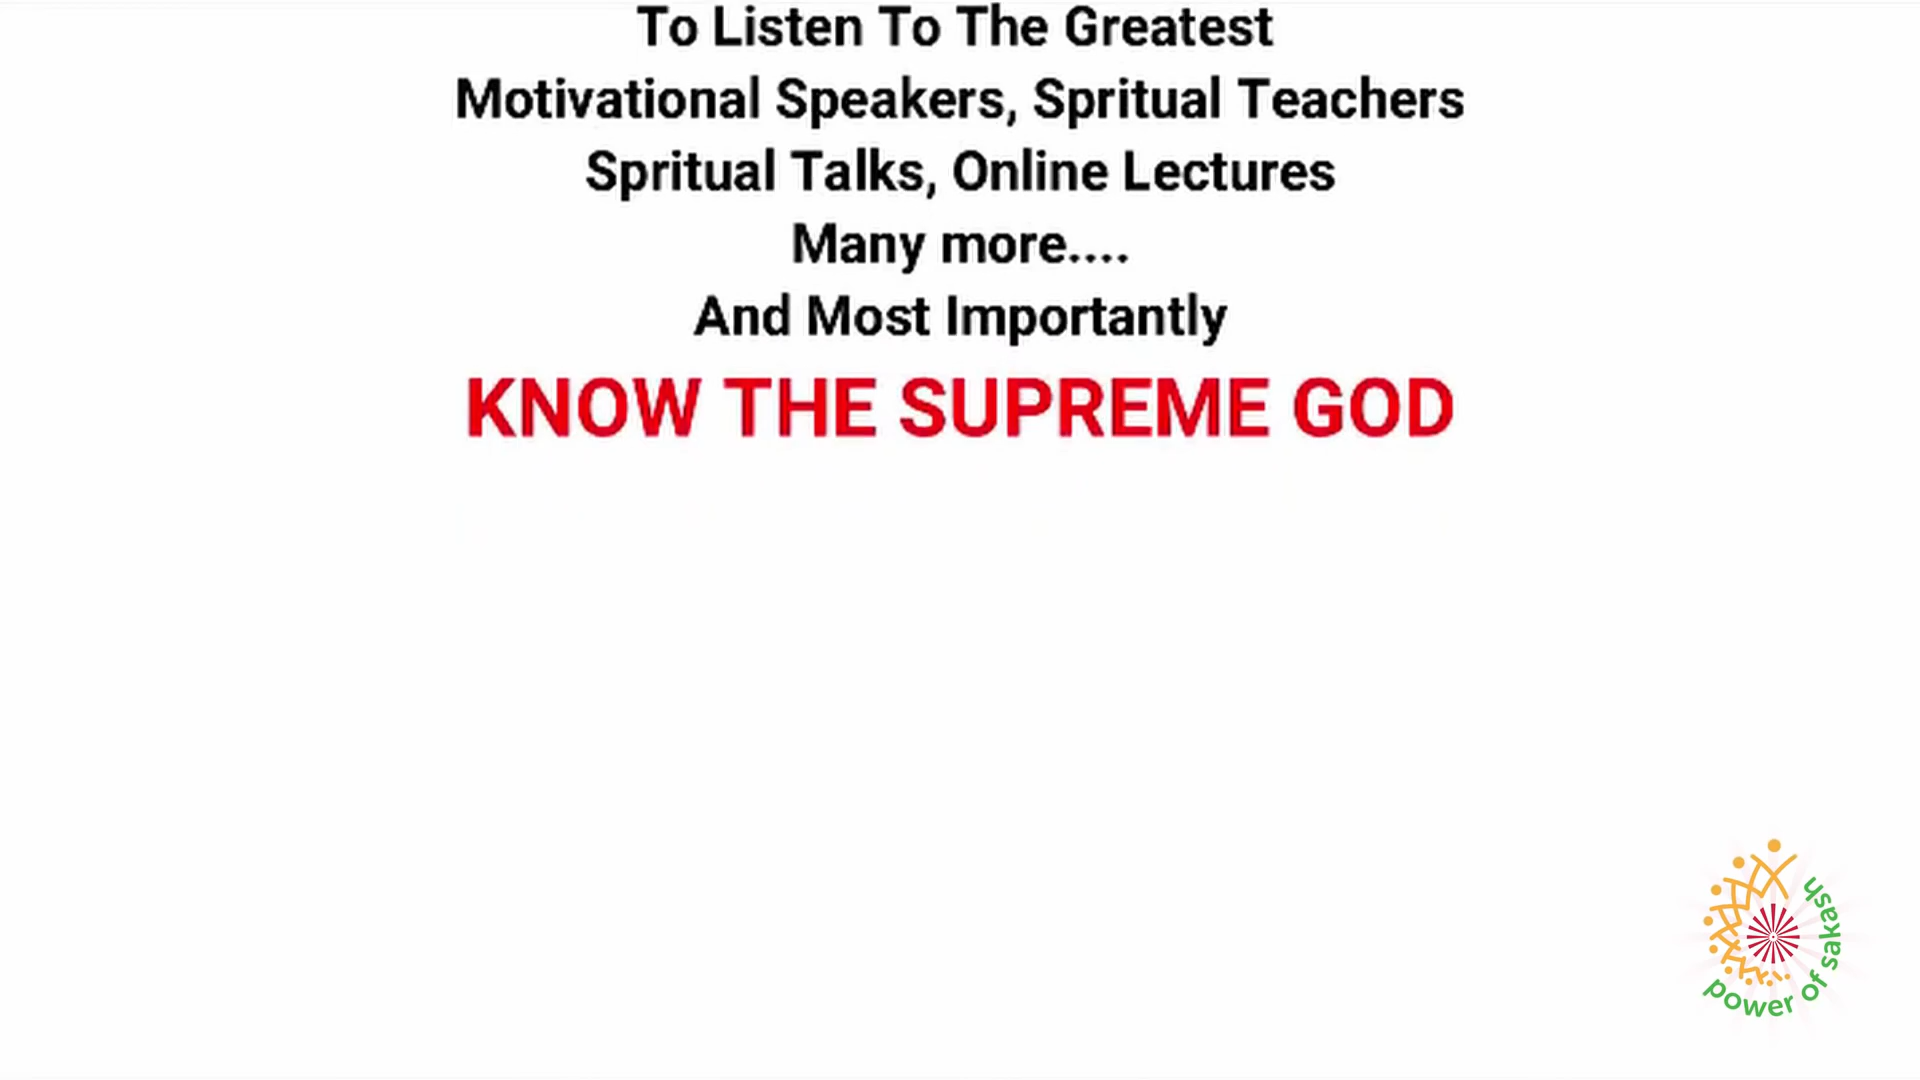 To Listen To The Greatest
Motivational Speakers, Spritual Teachers
Spritual Talks, Online Lectures
Many more....
And Most Importantly
KNOW THE SUPREME GOD
power of sakash